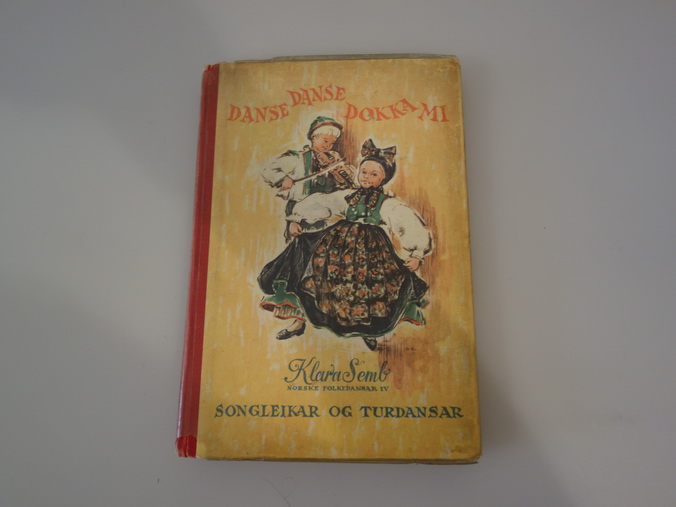 DANSE DANSE DOKKA MI
Klara Semb
NORSKE FOLKEDANSAR IV
SONGLEIKAR OG TURDANSAR